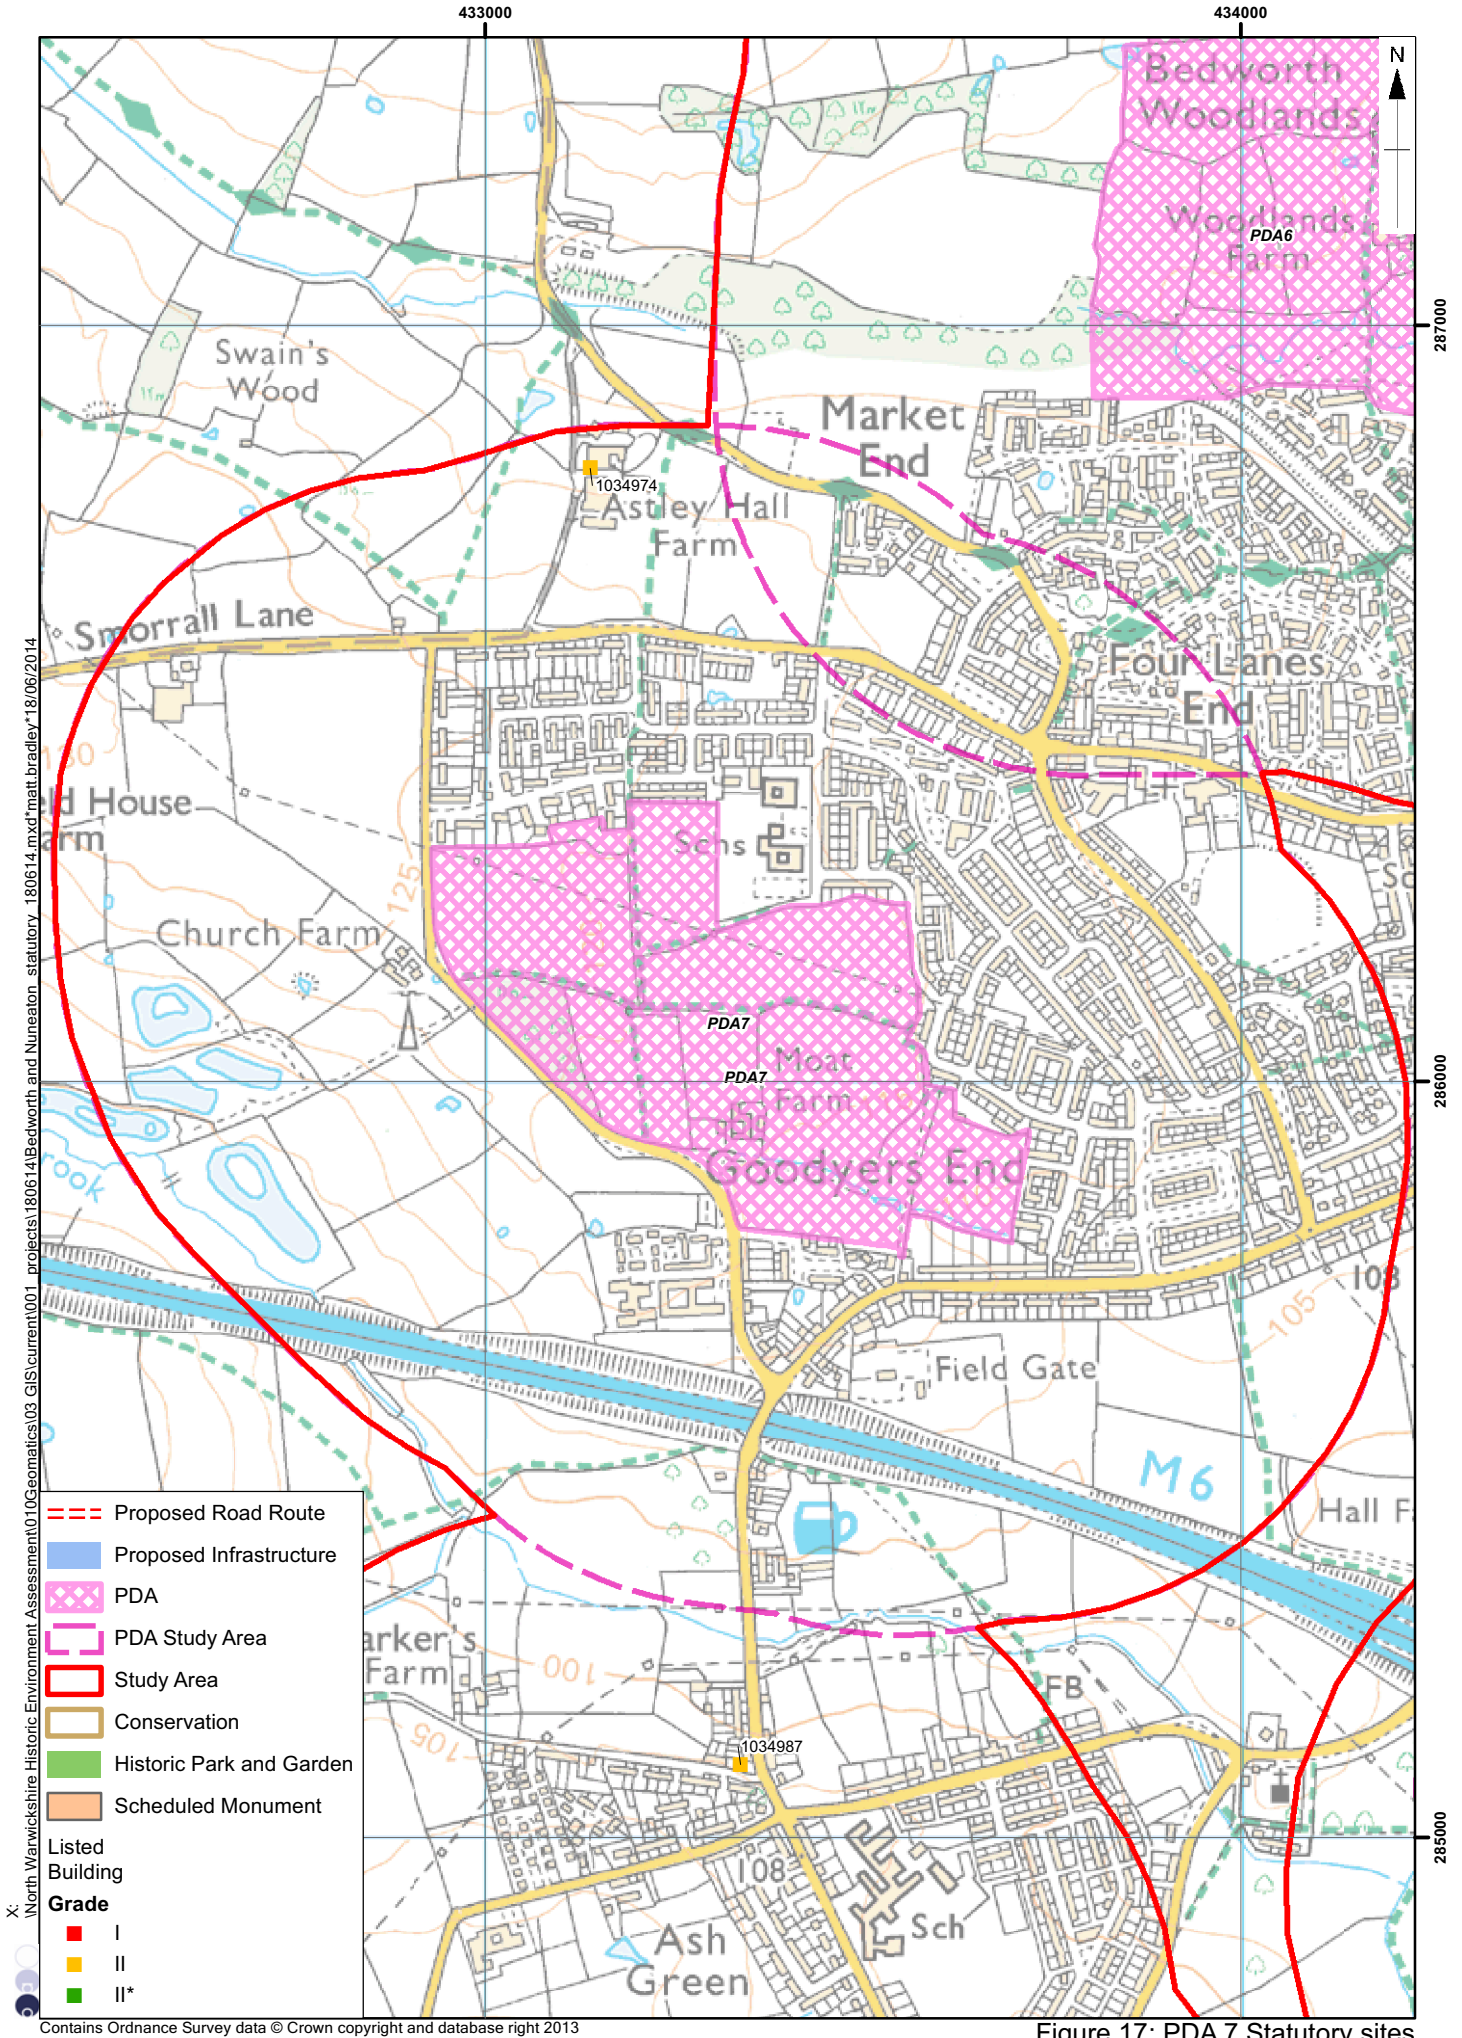 433000
434000
N
Bedworth
Woodlands
Woodlands
PDA6
Farm
287000
Swain's
Wood
Market
End
1034974
Astley Hall
Farm
Smorrall Lane
Four Lanes
End
130
eld House
arm
125
Schs
Church Farm
PDA7
PDA7
Moat
Farm
286000
Goodyers End
rook
108
105
Field Gate
M6
Hall F
arker's
Farm
100
105
FB
1034987
285000
108
Sch
Ash
Green
Proposed Road Route
Proposed Infrastructure
PDA
PDA Study Area
Study Area
Conservation
Historic Park and Garden
Scheduled Monument
Listed
Building
Grade
I
II
II*
X:
\North Warwickshire Historic Environment Assessment\010Geomatics\03 GIS\current\001_projects\180614\Bedworth and Nuneaton_statutory_180614.mxd*matt.bradley*18/06/2014
Contains Ordnance Survey data © Crown copyright and database right 2013
Figure 17: PDA 7 Statutory sites